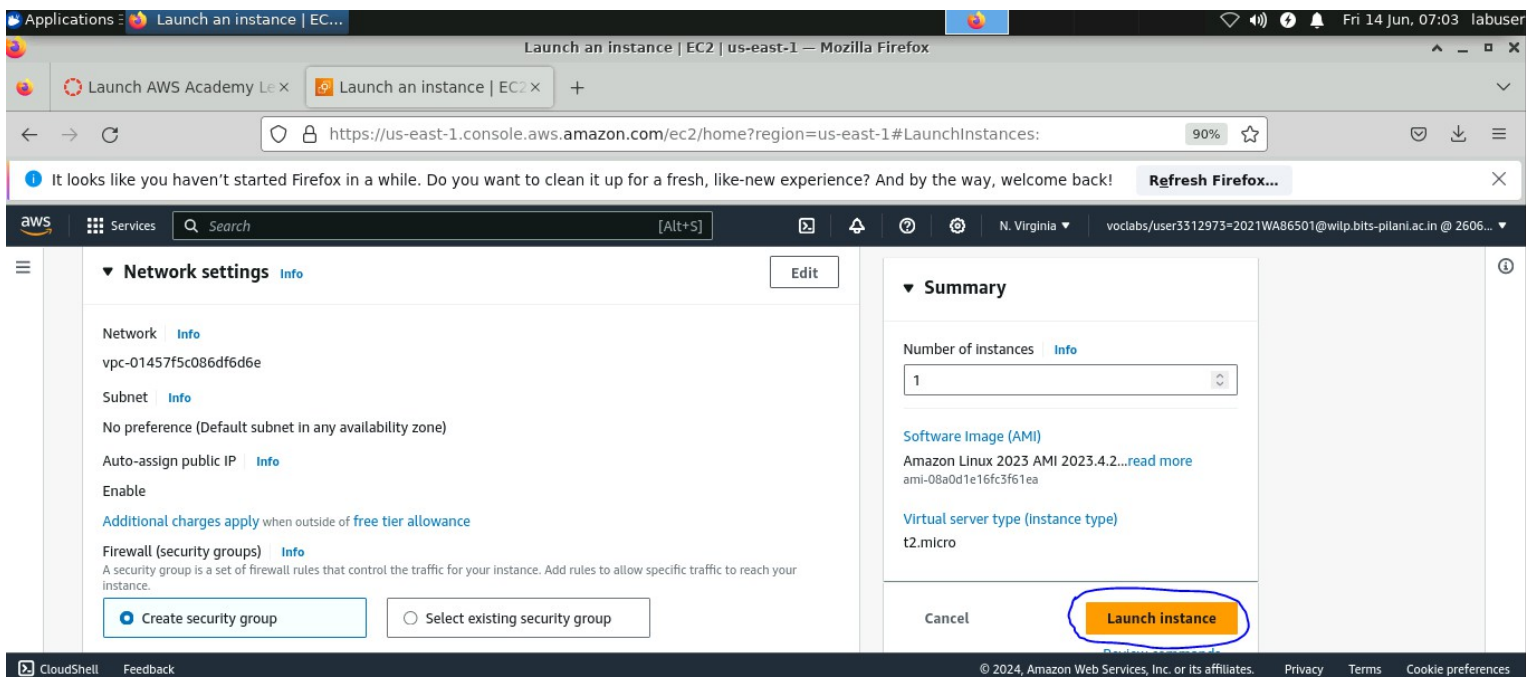 Applications Launch an instance | EC... Fri 14 Jun, 07:03 labuser
Launch an instance | EC2 | us-east-1 — Mozilla Firefox
Launch AWS Academy Le Launch an instance | EC2
https://us-east-1.console.aws.amazon.com/ec2/home?region=us-east-1#LaunchInstances: 90%
It looks like you haven't started Firefox in a while. Do you want to clean it up for a fresh, like-new experience? And by the way, welcome back! Refresh Firefox...
aws Services Search [Alt+S] N. Virginia voclabs/user3312973=2021WA86501@wilp.bits-pilani.ac.in @ 2606...
Network settings Info Edit
Network Info
vpc-01457f5c086df6d6e
Subnet Info
No preference (Default subnet in any availability zone)
Auto-assign public IP Info
Enable
Additional charges apply when outside of free tier allowance
Firewall (security groups) Info
A security group is a set of firewall rules that control the traffic for your instance. Add rules to allow specific traffic to reach your
instance.
Create security group Select existing security group
Summary
Number of instances Info
1
Software Image (AMI)
Amazon Linux 2023 AMI 2023.4.2...read more
ami-08a0d1e16fc3f61ea
Virtual server type (instance type)
t2.micro
Cancel Launch instance
Review commands
CloudShell Feedback © 2024, Amazon Web Services, Inc. or its affiliates. Privacy Terms Cookie preferences